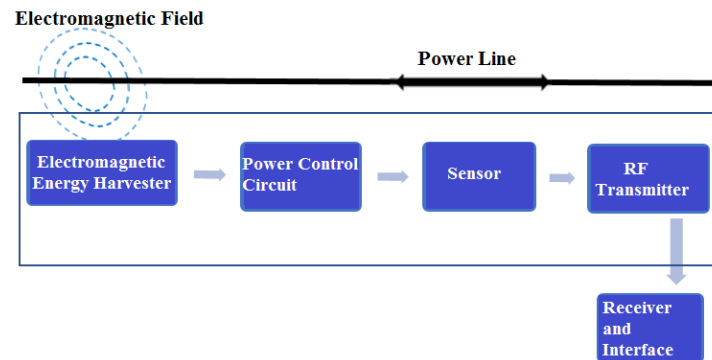 Electromagnetic Field
Power Line
Electromagnetic
Energy Harvester
Power Control
Circuit
Sensor
RF
Transmitter
Receiver
and
Interface